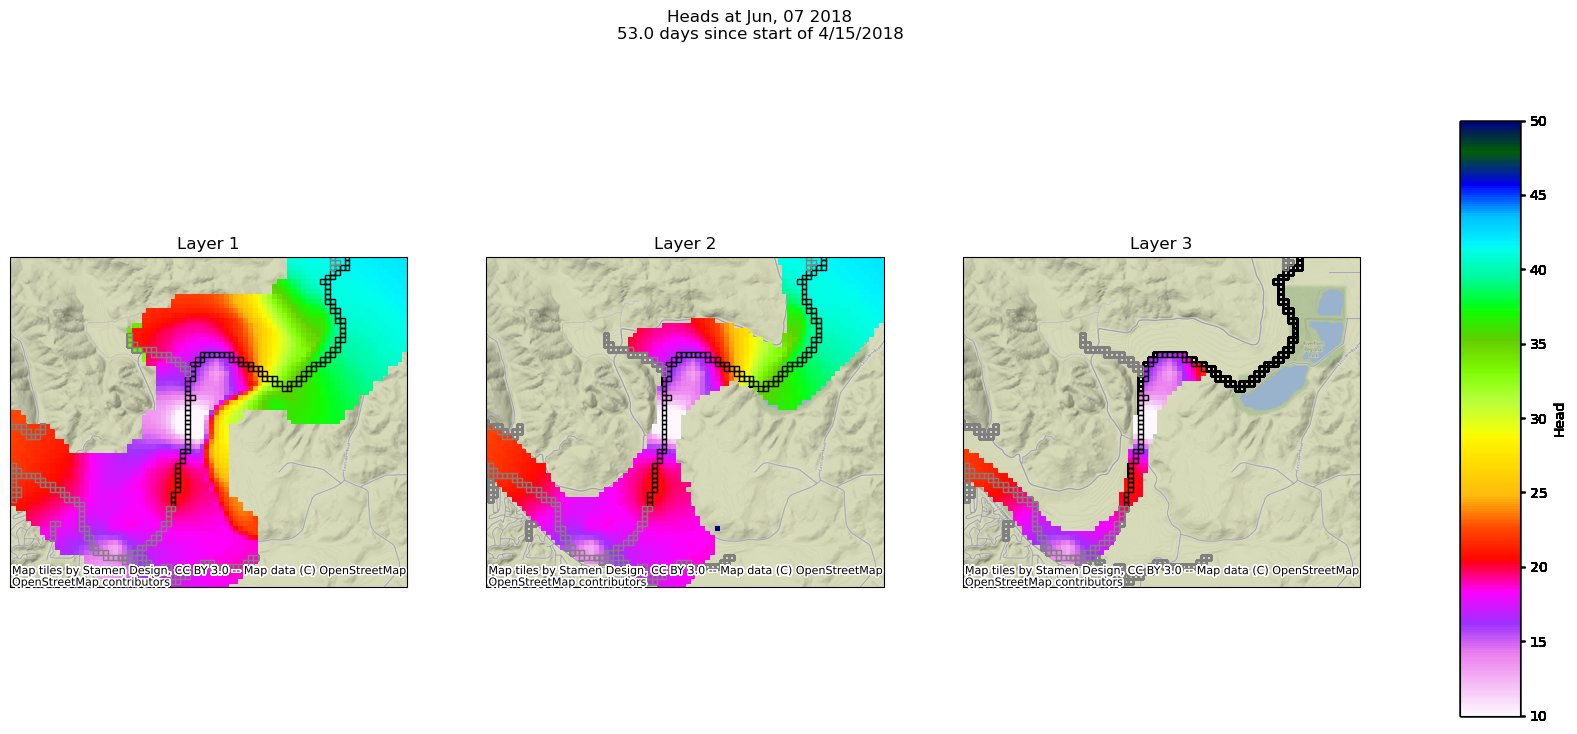 Heads at Jun, 07 2018
53.0 days since start of 4/15/2018
Layer 1
Layer 2
Layer 3
Map tiles by Stamen Design, CC BY 3.0 -- Map data (C) OpenStreetMap
OpenStreetMap contributors
Map tiles by Stamen Design, CC BY 3.0 -- Map data (C) OpenStreetMap
OpenStreetMap contributors
Map tiles by Stamen Design, CC BY 3.0 -- Map data (C) OpenStreetMap
OpenStreetMap contributors
50
45
40
35
30
25
20
15
10
Head